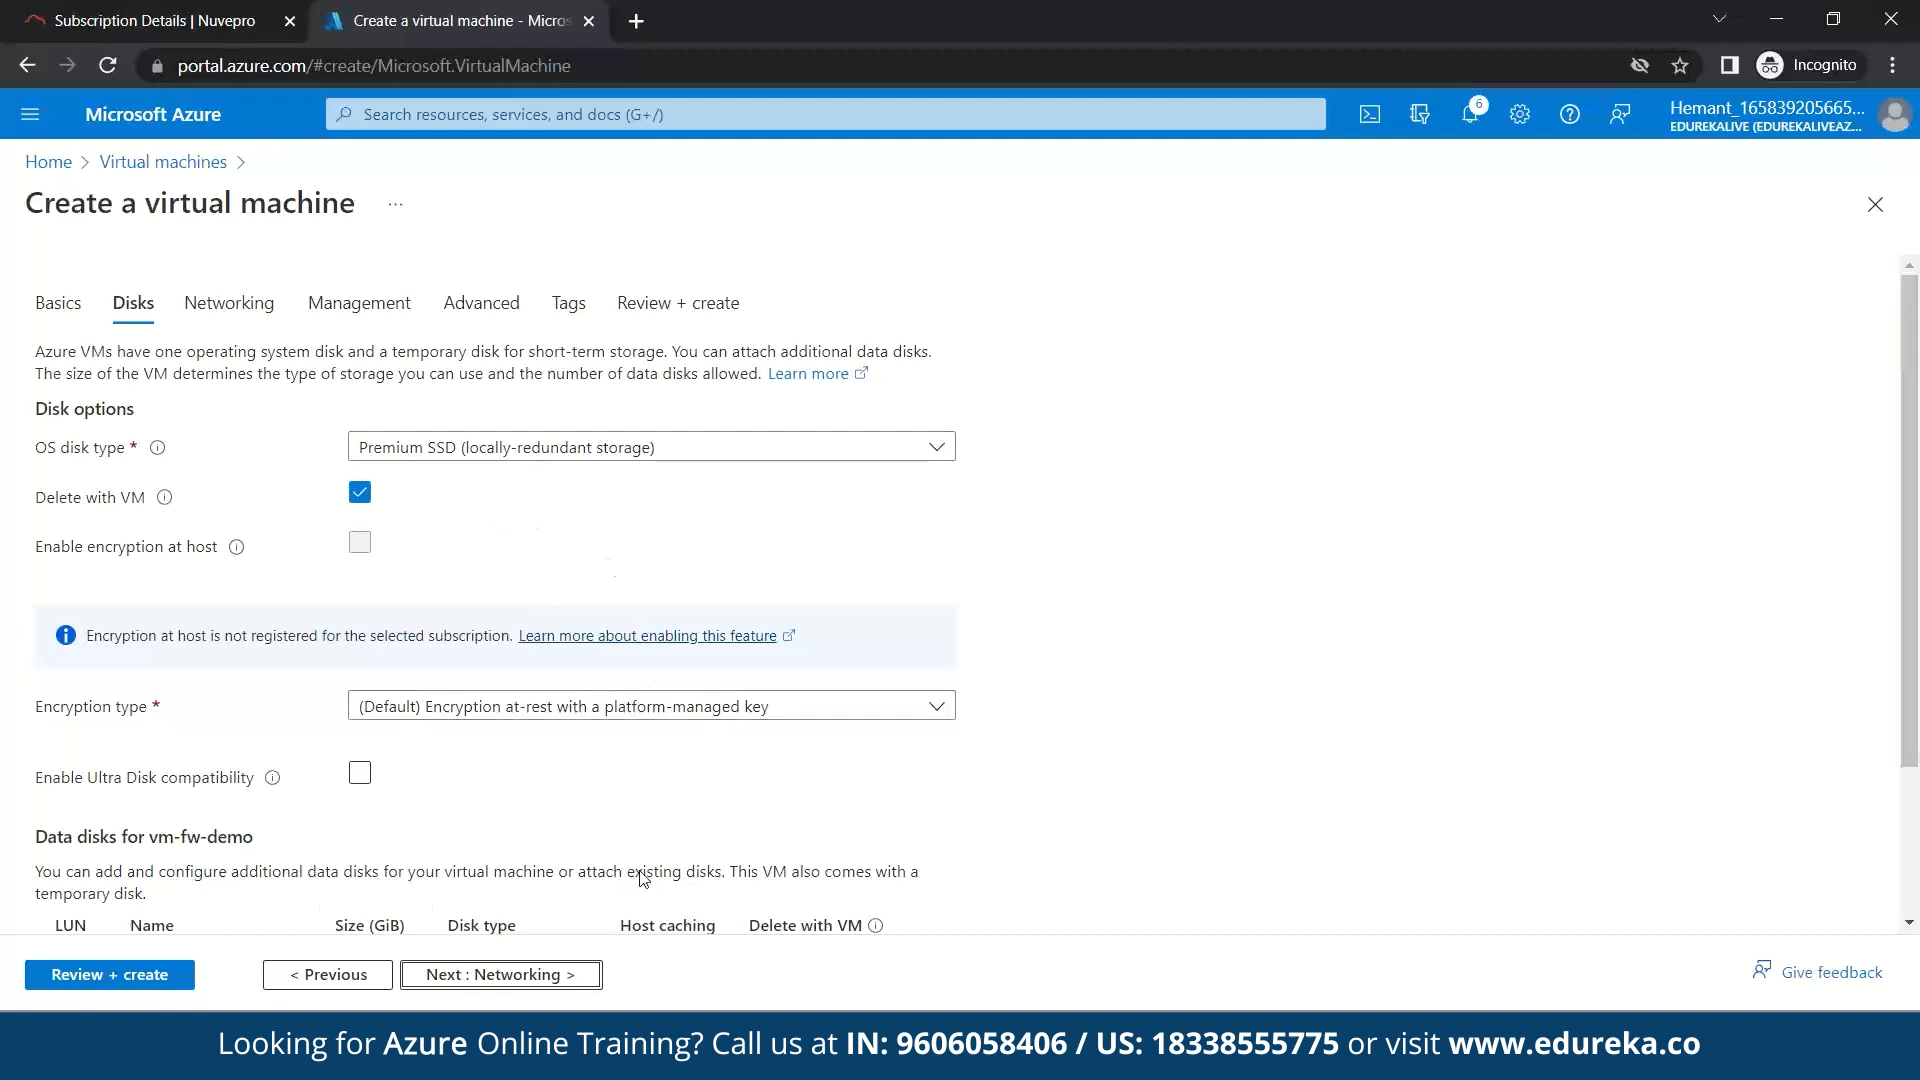 Subscription Details | Nuvepro
Create a virtual machine - Micros
portal.azure.com/#create/Microsoft.VirtualMachine
Incognito
Microsoft Azure
Search resources, services, and docs (G+/)
6
Hemant_165839205665...
EDUREKALIVE (EDUREKALIVEAZ...
Home > Virtual machines >
Create a virtual machine ...
Basics Disks Networking Management Advanced Tags Review + create
Azure VMs have one operating system disk and a temporary disk for short-term storage. You can attach additional data disks.
The size of the VM determines the type of storage you can use and the number of data disks allowed. Learn more
Disk options
OS disk type * Premium SSD (locally-redundant storage)
Delete with VM
Enable encryption at host
Encryption at host is not registered for the selected subscription. Learn more about enabling this feature
Encryption type * (Default) Encryption at-rest with a platform-managed key
Enable Ultra Disk compatibility
Data disks for vm-fw-demo
You can add and configure additional data disks for your virtual machine or attach existing disks. This VM also comes with a
temporary disk.
LUN Name Size (GiB) Disk type Host caching Delete with VM
Review + create < Previous Next : Networking > Give feedback
Looking for Azure Online Training? Call us at IN: 9606058406 / US: 18338555775 or visit www.edureka.co